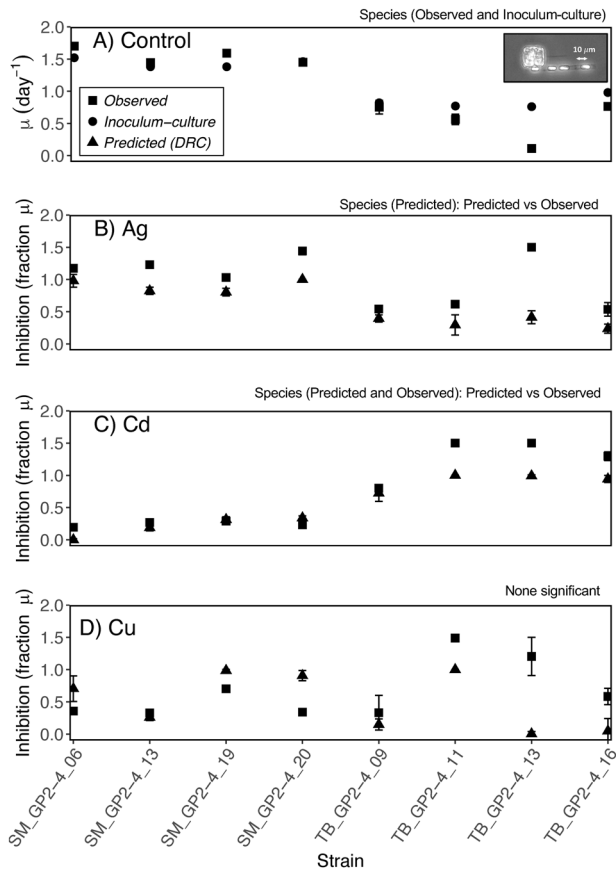 Species (Observed and Inoculum-culture)
A) Control
10 μm
Observed
Inoculum−culture
Predicted (DRC)
μ (day−1)
2.0
1.5
1.0
0.5
0.0
Species (Predicted): Predicted vs Observed
B) Ag
Inhibition (fraction μ)
2.0
1.5
1.0
0.5
0.0
Species (Predicted and Observed): Predicted vs Observed
C) Cd
Inhibition (fraction μ)
2.0
1.5
1.0
0.5
0.0
None significant
D) Cu
Inhibition (fraction μ)
2.0
1.5
1.0
0.5
0.0
SM_GP2−4_06
SM_GP2−4_13
SM_GP2−4_19
SM_GP2−4_20
TB_GP2−4_09
TB_GP2−4_11
TB_GP2−4_13
TB_GP2−4_16
Strain